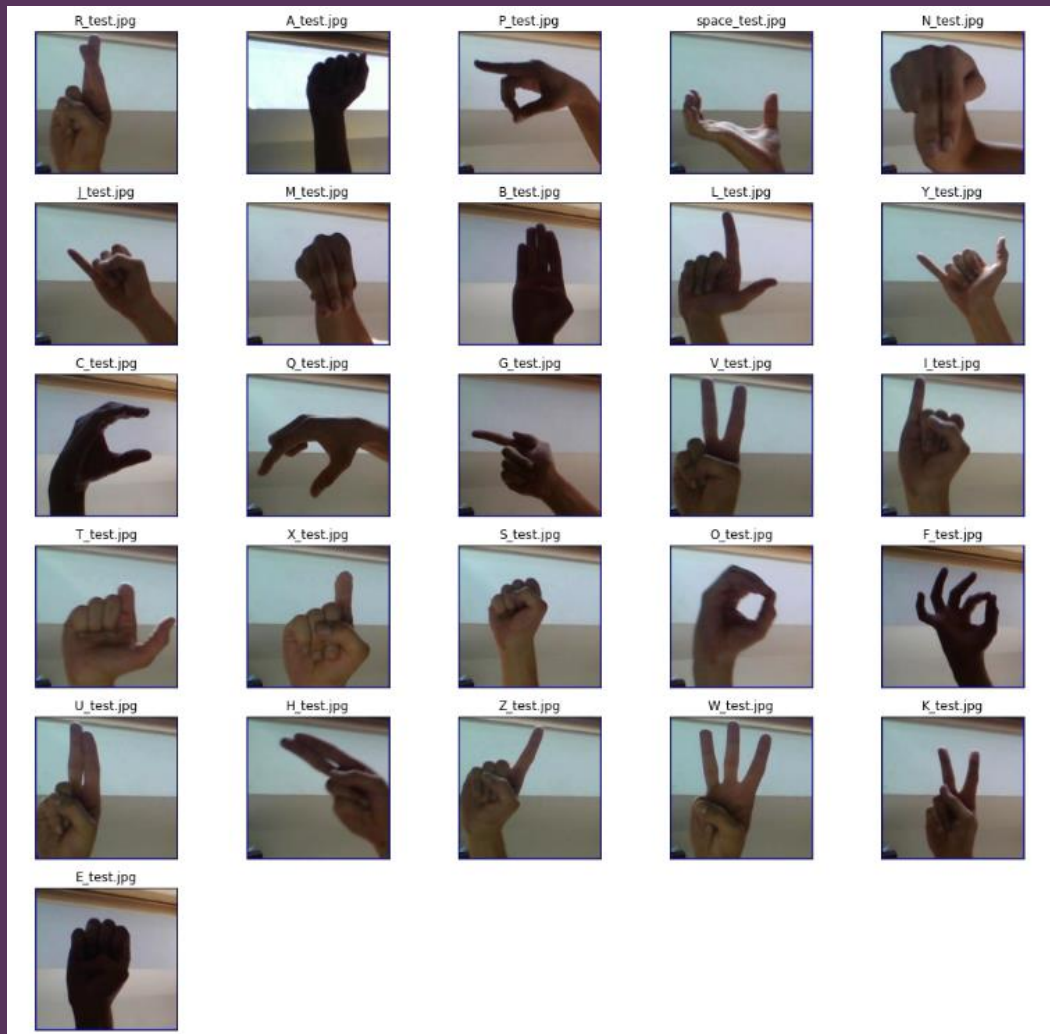 R_test.jpg A_test.jpg P_test.jpg space_test.jpg N_test.jpg
J_test.jpg M_test.jpg B_test.jpg L_test.jpg Y_test.jpg
C_test.jpg Q_test.jpg G_test.jpg V_test.jpg I_test.jpg
T_test.jpg X_test.jpg S_test.jpg O_test.jpg F_test.jpg
U_test.jpg H_test.jpg Z_test.jpg W_test.jpg K_test.jpg
E_test.jpg